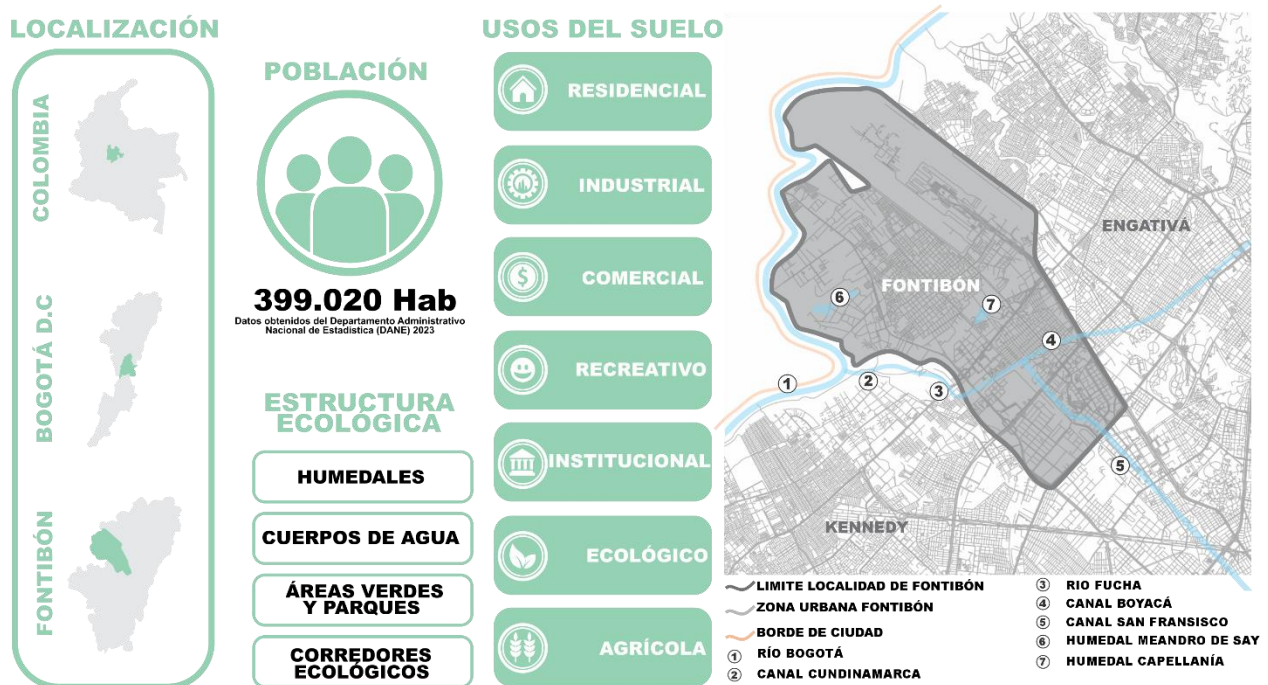 LOCALIZACIÓN
COLOMBIA
BOGOTÁ D.C
FONTIBÓN
POBLACIÓN
399.020 Hab
Datos obtenidos del Departamento Administrativo
Nacional de Estadistica (DANE) 2023
ESTRUCTURA
ECOLÓGICA
HUMEDALES
CUERPOS DE AGUA
ÁREAS VERDES
Y PARQUES
CORREDORES
ECOLÓGICOS
USOS DEL SUELO
RESIDENCIAL
INDUSTRIAL
$
COMERCIAL
RECREATIVO
INSTITUCIONAL
ECOLÓGICO
AGRÍCOLA
ENGATIVÁ
FONTIBÓN
6
7
4
1
2
3
5
KENNEDY
LIMITE LOCALIDAD DE FONTIBÓN
ZONA URBANA FONTIBÓN
BORDE DE CIUDAD
1 RÍO BOGOTÁ
2 CANAL CUNDINAMARCA
3 RIO FUCHA
4 CANAL BOYACÁ
5 CANAL SAN FRANSISCO
6 HUMEDAL MEANDRO DE SAY
7 HUMEDAL CAPELLANÍA